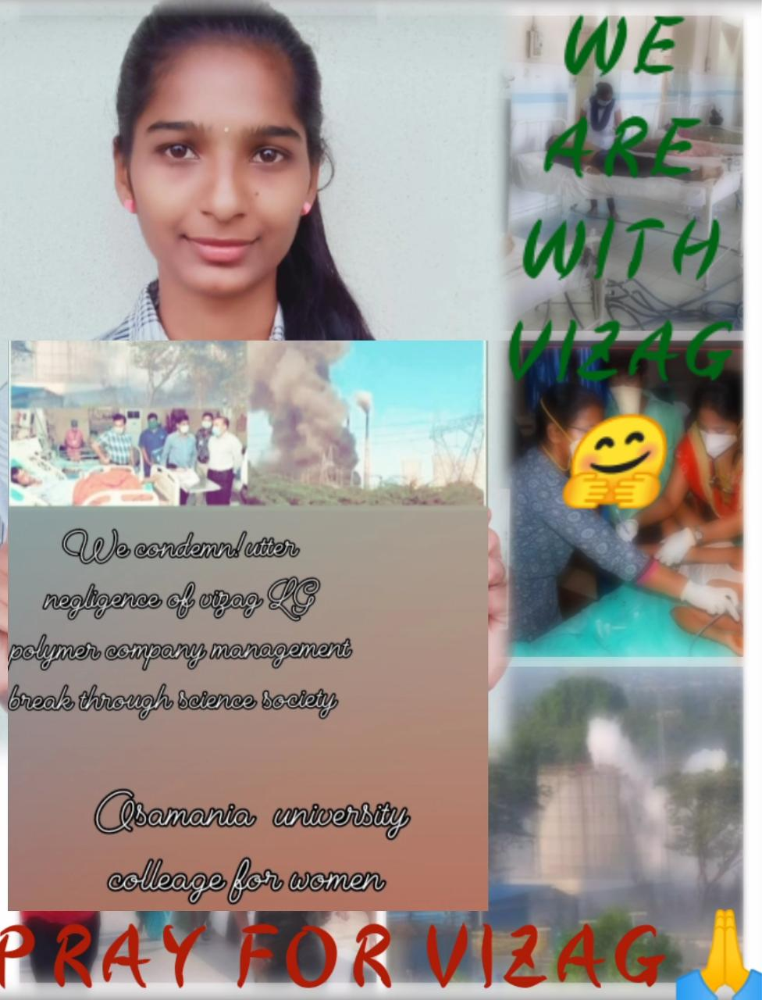 WE
ARE
WITH
VIZAG
We condemn! utter
negligence of vizag LG
polymer company management
break through science society
Osamania university
colleage for women
PRAY FOR VIZAG